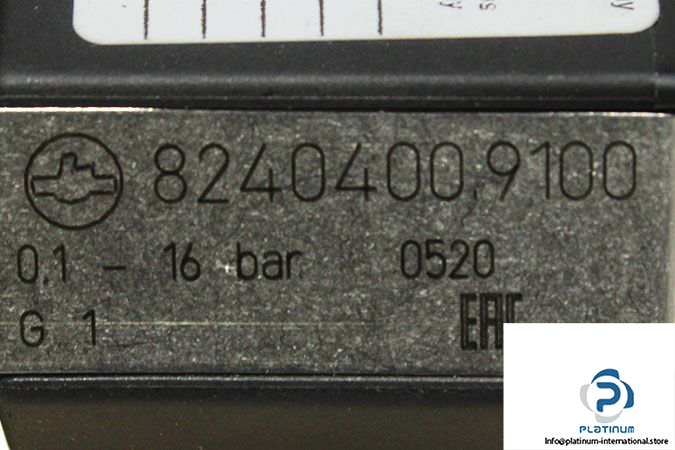 8240400.9100
0,1 - 16 bar 0520
G 1 EAC
PLATINUM
Info@platinum-international.store